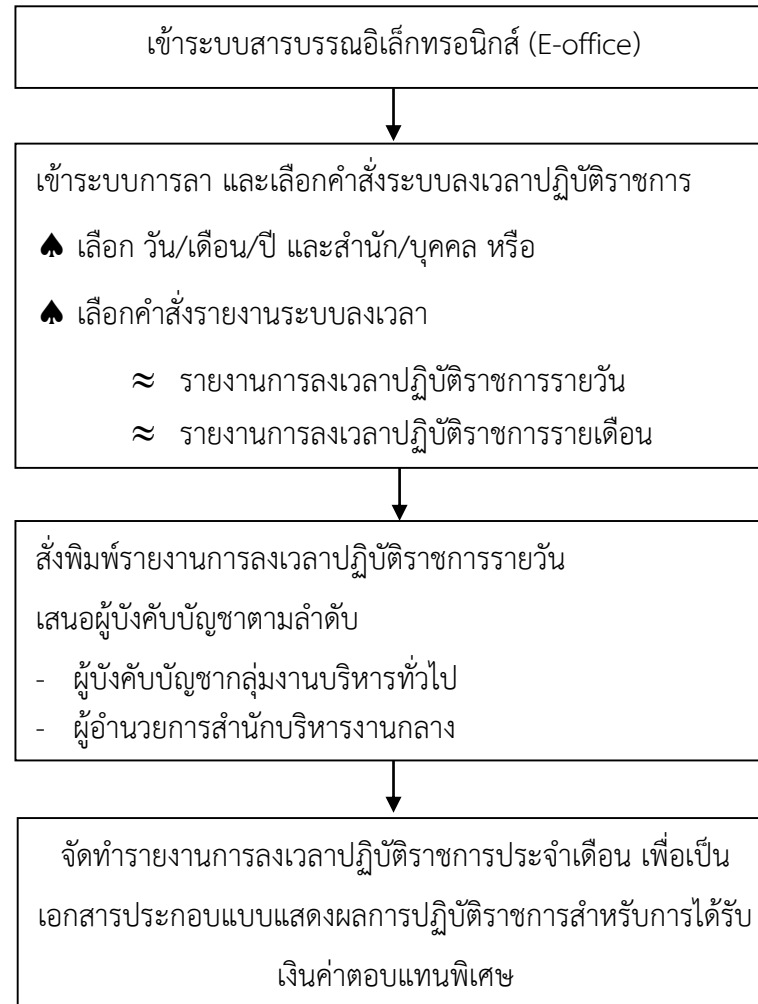 เข้าระบบสารบรรณอิเล็กทรอนิกส์ (E-office)
เข้าระบบการลา และเลือกคำสั่งระบบลงเวลาปฏิบัติราชการ
♠ เลือก วัน/เดือน/ปี และสำนัก/บุคคล หรือ
♠ เลือกคำสั่งรายงานระบบลงเวลา
≈ รายงานการลงเวลาปฏิบัติราชการรายวัน
≈ รายงานการลงเวลาปฏิบัติราชการรายเดือน
สั่งพิมพ์รายงานการลงเวลาปฏิบัติราชการรายวัน
เสนอผู้บังคับบัญชาตามลำดับ
- ผู้บังคับบัญชากลุ่มงานบริหารทั่วไป
- ผู้อำนวยการสำนักบริหารงานกลาง
จัดทำรายงานการลงเวลาปฏิบัติราชการประจำเดือน เพื่อเป็น
เอกสารประกอบแบบแสดงผลการปฏิบัติราชการสำหรับการได้รับ
เงินค่าตอบแทนพิเศษ